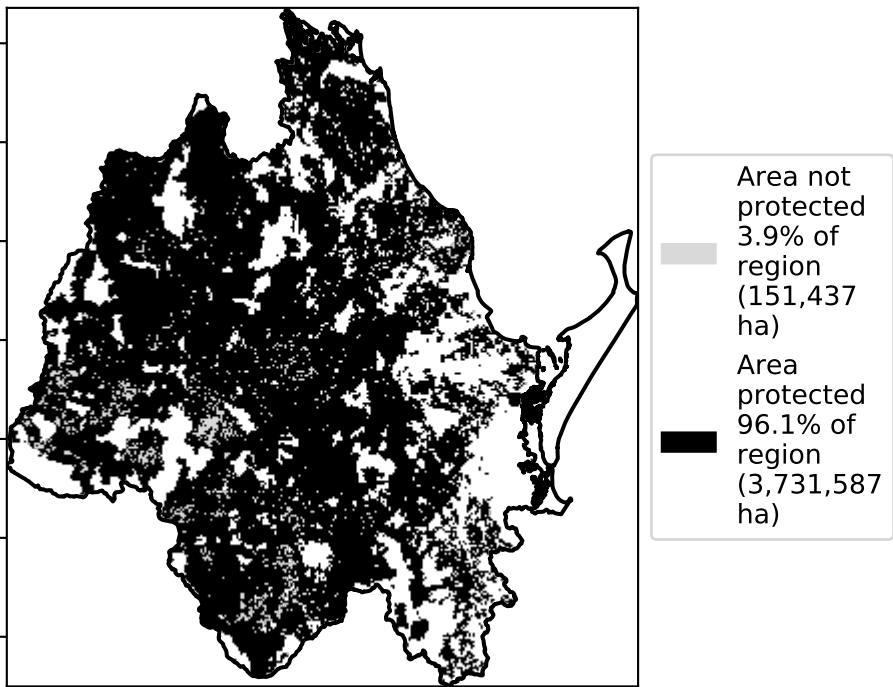 Area not
protected
3.9% of
region
(151,437
ha)
Area
protected
96.1% of
region
(3,731,587
ha)